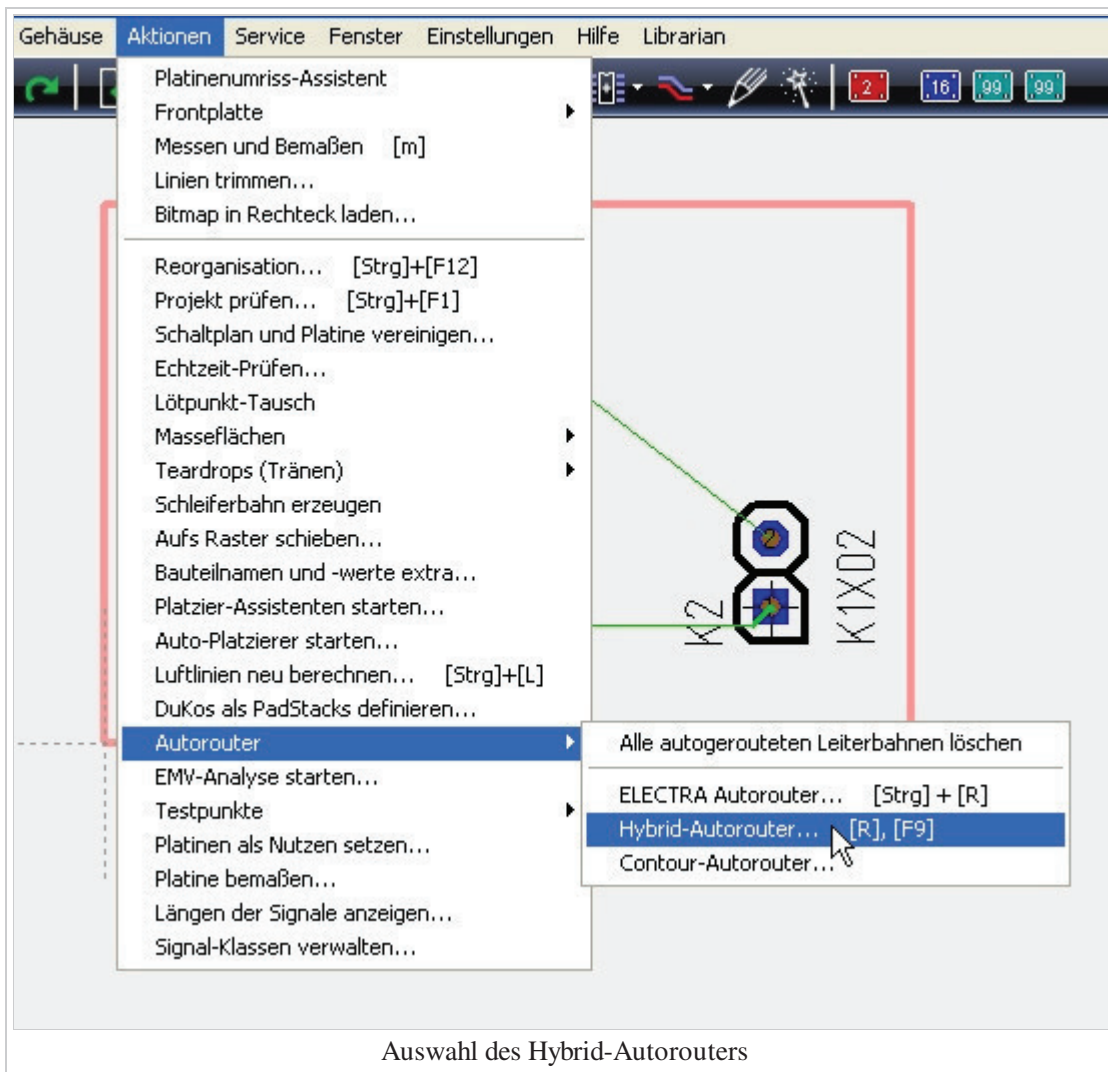 Gehäuse Aktionen Service Fenster Einstellungen Hilfe Librarian
2 16 99 99
Platinenumriss-Assistent
Frontplatte
Messen und Bemaßen [m]
Linien trimmen...
Bitmap in Rechteck laden...
Reorganisation... [Strg]+[F12]
Projekt prüfen... [Strg]+[F1]
Schaltplan und Platine vereinigen...
Echtzeit-Prüfen...
Lötpunkt-Tausch
Masseflächen
Teardrops (Tränen)
Schleiferbahn erzeugen
Aufs Raster schieben...
Bauteilnamen und -werte extra...
Platzier-Assistenten starten...
Auto-Platzierer starten...
Luftlinien neu berechnen... [Strg]+[L]
DuKos als PadStacks definieren...
Autorouter
EMV-Analyse starten...
Testpunkte
Platinen als Nutzen setzen...
Platine bemaßen...
Längen der Signale anzeigen...
Signal-Klassen verwalten...
Alle autogerouteten Leiterbahnen löschen
ELECTRA Autorouter... [Strg] + [R]
Hybrid-Autorouter... [R], [F9]
Contour-Autorouter...
2
K2
K1X02
Auswahl des Hybrid-Autorouters